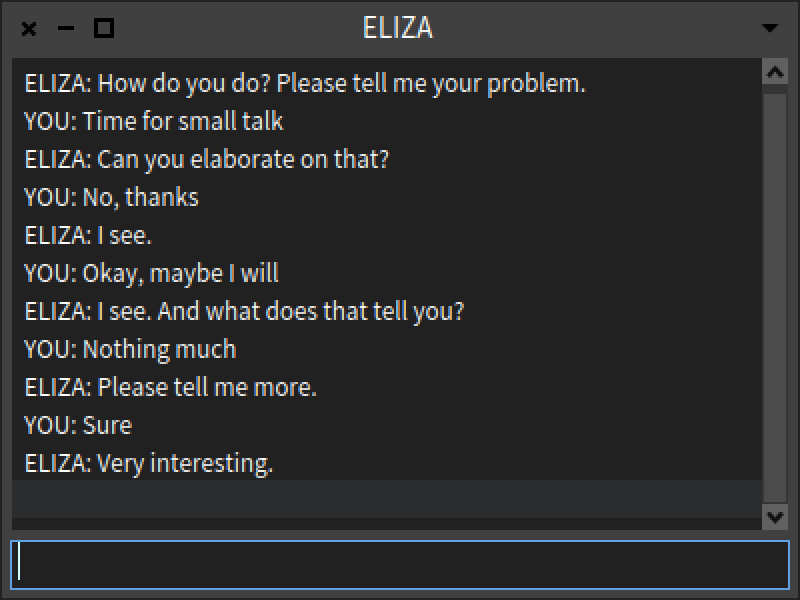 ELIZA
ELIZA: How do you do? Please tell me your problem.
YOU: Time for small talk
ELIZA: Can you elaborate on that?
YOU: No, thanks
ELIZA: I see.
YOU: Okay, maybe I will
ELIZA: I see. And what does that tell you?
YOU: Nothing much
ELIZA: Please tell me more.
YOU: Sure
ELIZA: Very interesting.